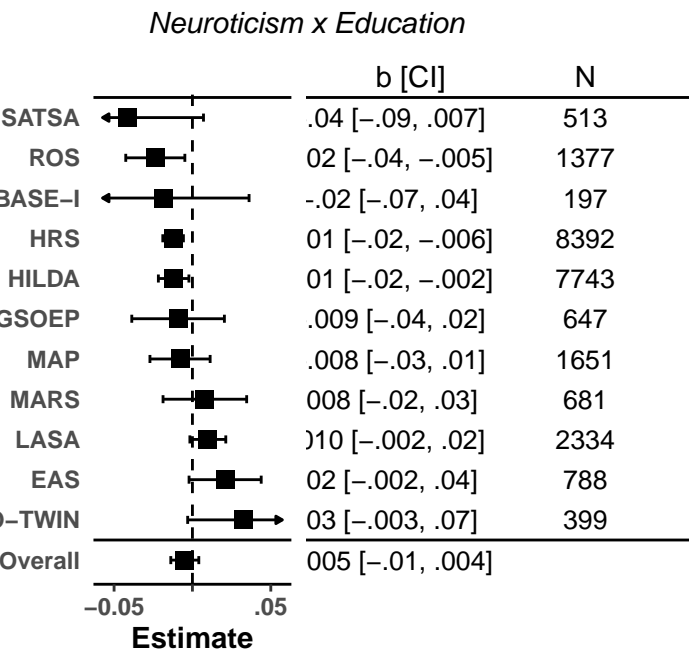 Neuroticism x Education
b [CI] N
SATSA .04 [−.09, .007] 513
ROS 02 [−.04, −.005] 1377
BASE−I -.02 [−.07, .04] 197
HRS 01 [−.02, −.006] 8392
HILDA 01 [−.02, −.002] 7743
GSOEP .009 [−.04, .02] 647
MAP .008 [−.03, .01] 1651
MARS 008 [−.02, .03] 681
LASA 010 [−.002, .02] 2334
EAS 02 [−.002, .04] 788
−TWIN 03 [−.003, .07] 399
Overall 005 [−.01, .004]
−0.05 .05
Estimate